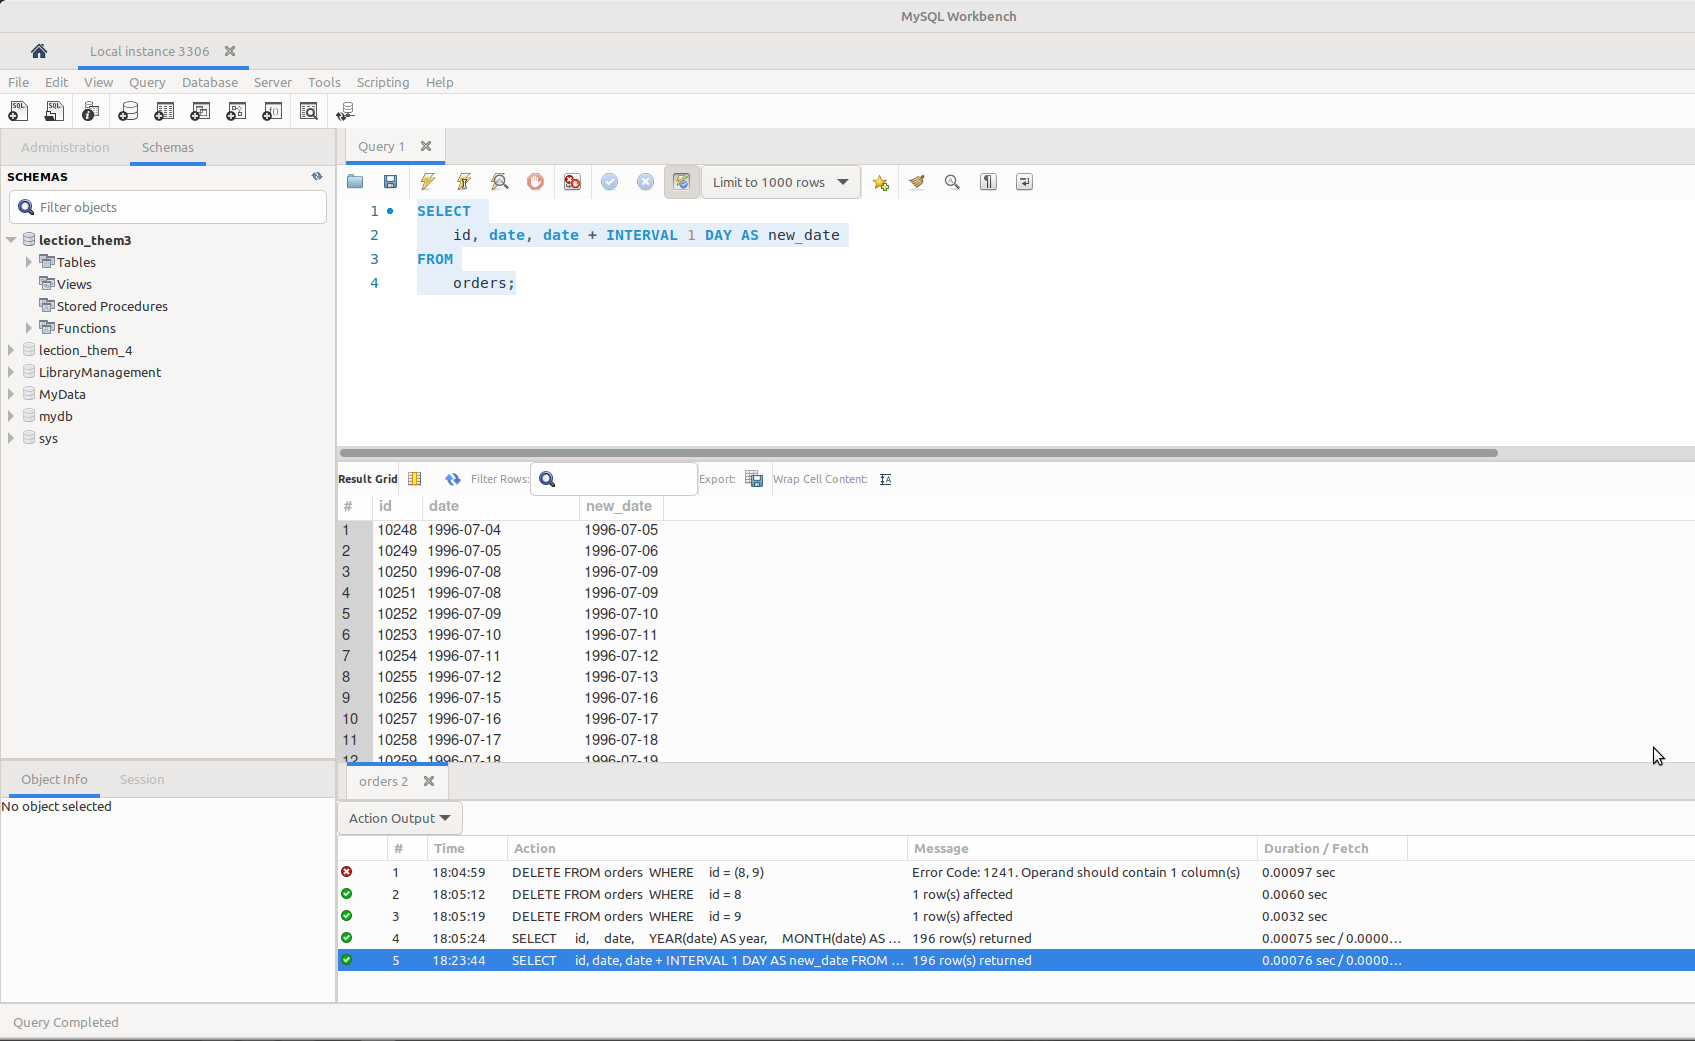 MySQL Workbench
Local instance 3306
File Edit View Query Database Server Tools Scripting Help
Administration Schemas
SCHEMAS
Filter objects
lection_them3
Tables
Views
Stored Procedures
Functions
lection_them_4
LibraryManagement
MyData
mydb
sys
Object Info Session
No object selected
Query 1
Limit to 1000 rows
1 SELECT
2 id, date, date + INTERVAL 1 DAY AS new_date
3 FROM
4 orders;
Result Grid Filter Rows: Export: Wrap Cell Content:
# id date new_date
1 10248 1996-07-04 1996-07-05
2 10249 1996-07-05 1996-07-06
3 10250 1996-07-08 1996-07-09
4 10251 1996-07-08 1996-07-09
5 10252 1996-07-09 1996-07-10
6 10253 1996-07-10 1996-07-11
7 10254 1996-07-11 1996-07-12
8 10255 1996-07-12 1996-07-13
9 10256 1996-07-15 1996-07-16
10 10257 1996-07-16 1996-07-17
11 10258 1996-07-17 1996-07-18
12 10259 1996-07-18 1996-07-19
orders 2
Action Output
# Time Action Message Duration / Fetch
1 18:04:59 DELETE FROM orders WHERE id = (8, 9) Error Code: 1241. Operand should contain 1 column(s) 0.00097 sec
2 18:05:12 DELETE FROM orders WHERE id = 8 1 row(s) affected 0.0060 sec
3 18:05:19 DELETE FROM orders WHERE id = 9 1 row(s) affected 0.0032 sec
4 18:05:24 SELECT id, date, YEAR(date) AS year, MONTH(date) AS ... 196 row(s) returned 0.00075 sec / 0.0000...
5 18:23:44 SELECT id, date, date + INTERVAL 1 DAY AS new_date FROM ... 196 row(s) returned 0.00076 sec / 0.0000...
Query Completed